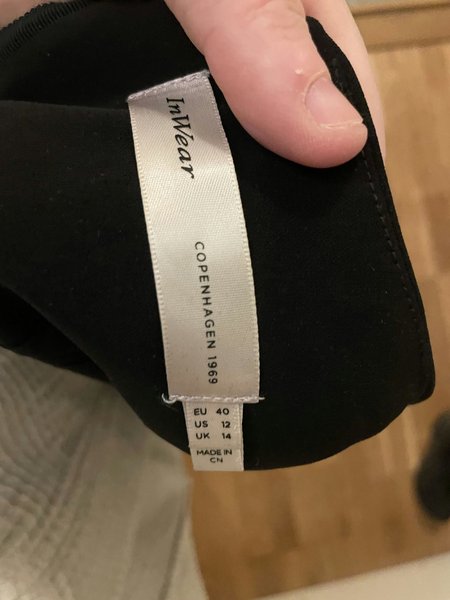 InWear
COPENHAGEN 1969
EU 40
US 12
UK 14
MADE IN
CN